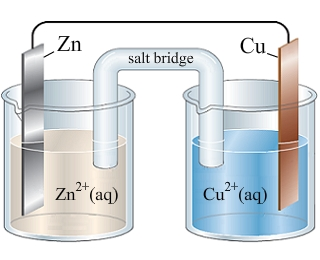 Zn
Cu
salt bridge
Zn²⁺(aq)
Cu²⁺(aq)